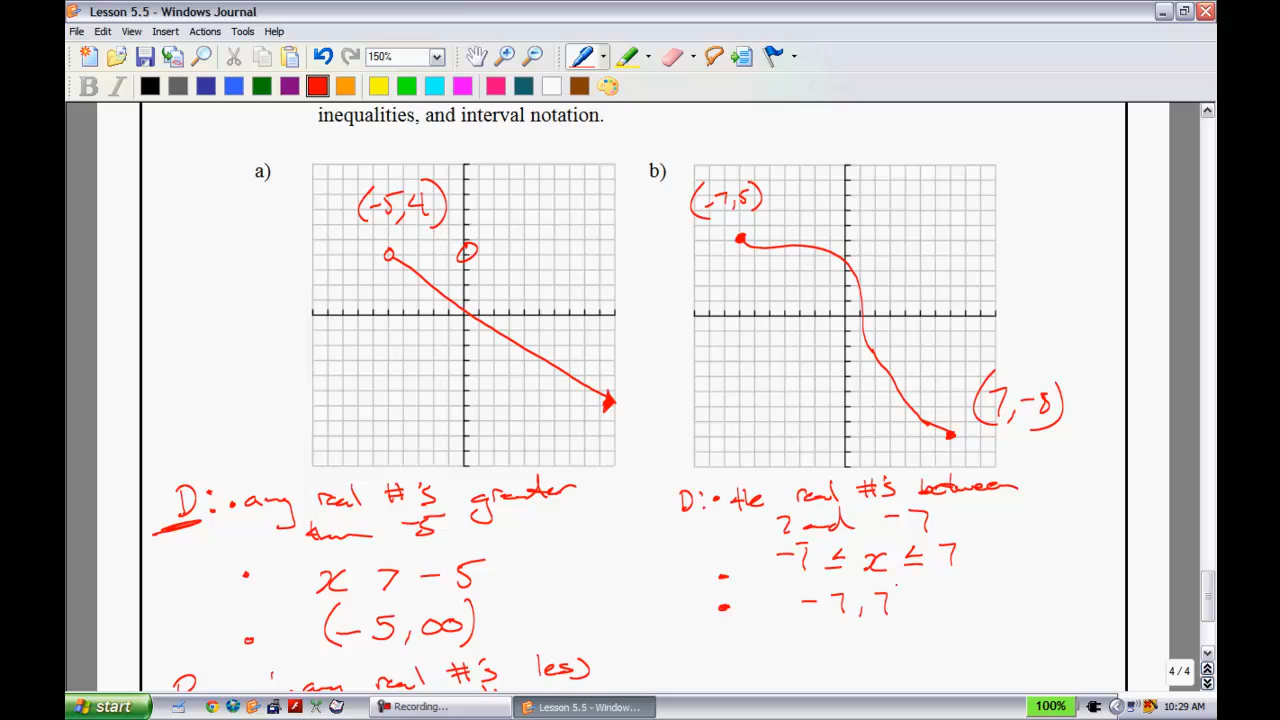 Lesson 5.5 - Windows Journal
File Edit View Insert Actions Tools Help
150%
B I
inequalities, and interval notation.
a)
(-5,4)
b)
(-7,5)
(7,-8)
D: • any real #'s greater
than -5
• x > -5
• (-5, ∞)
any real #'s less
D: • the real #'s between
7 and -7
• -7 ≤ x ≤ 7
• -7, 7
4 / 4
start
Recording...
Lesson 5.5 - Window...
100%
10:29 AM